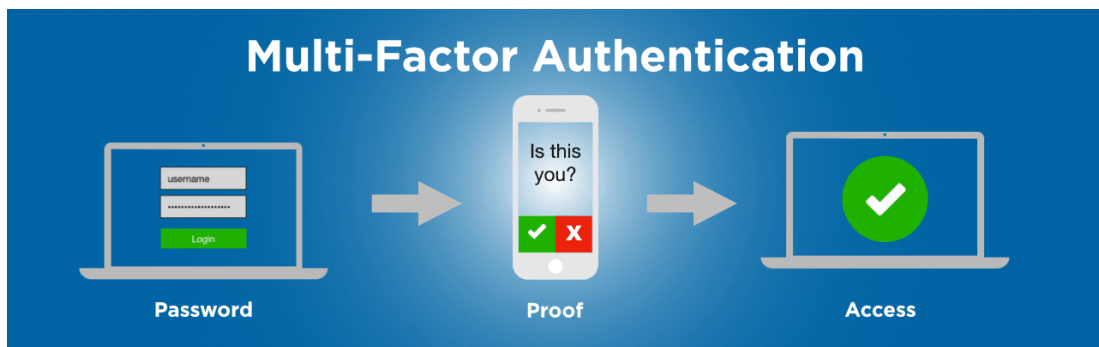 Multi-Factor Authentication
Is this
you?
username
Login
Password
Proof
Access